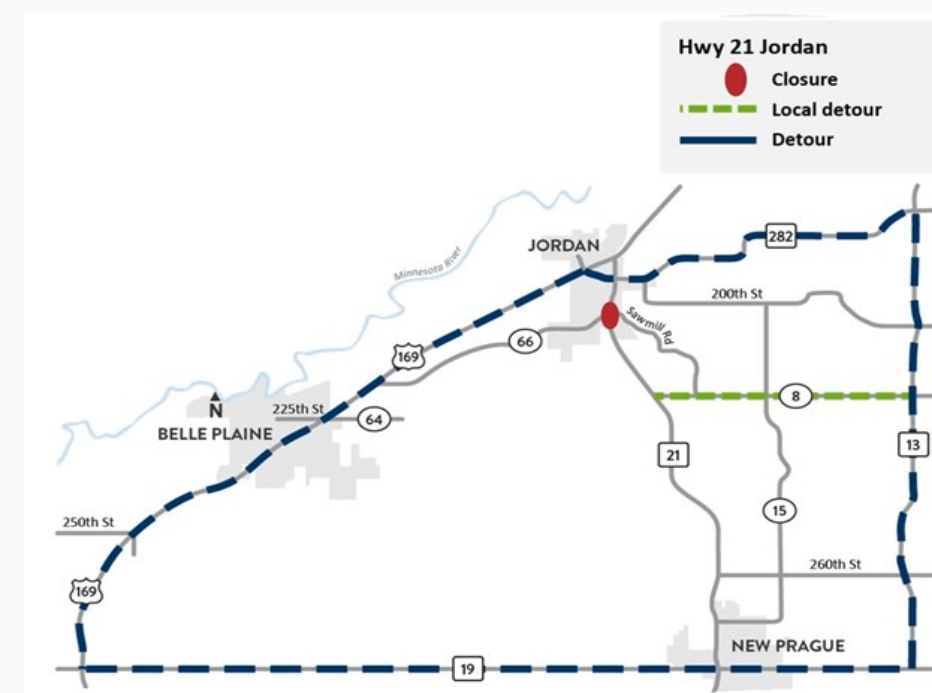 Hwy 21 Jordan
Closure
Local detour
Detour
JORDAN
282
Minnesota River
200th St
Sawmill Rd
66
169
N
225th St
64
8
BELLE PLAINE
21
13
15
250th St
260th St
169
NEW PRAGUE
19